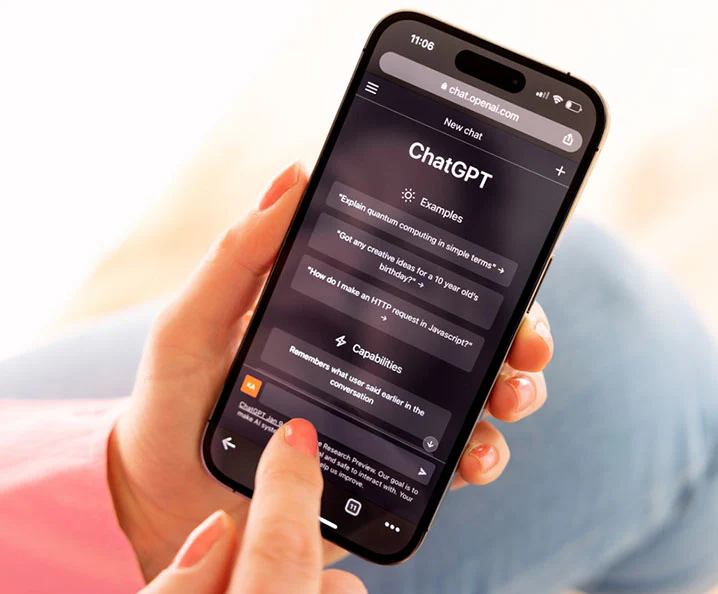 11:06
chat.openai.com
New chat
ChatGPT
Examples
"Explain quantum computing in simple terms" →
"Got any creative ideas for a 10 year old's
birthday?" →
"How do I make an HTTP request in Javascript?"
→
Capabilities
Remembers what user said earlier in the
conversation
KA
ChatGPT Jan Research Preview. Our goal is to
make AI and safe to interact with. Your
us improve.
11